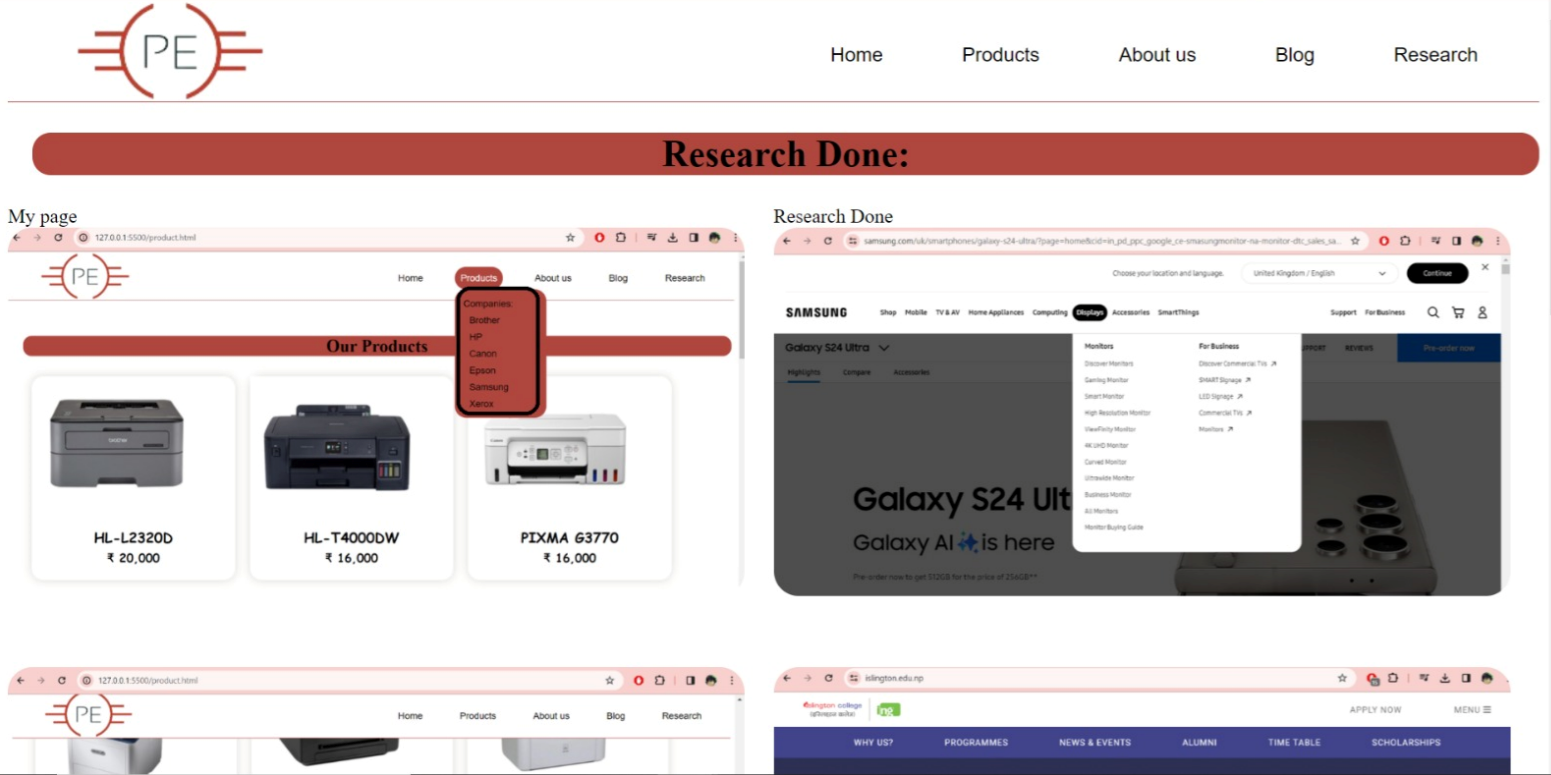 PE
Home Products About us Blog Research
Research Done:
My page
127.0.0.1:5500/product.html
PE
Home Products About us Blog Research
Companies:
Brother
HP
Canon
Epson
Samsung
Xerox
Our Products
HL-L2320D
₹ 20,000
HL-T4000DW
₹ 16,000
PIXMA G3770
₹ 16,000
Research Done
samsung.com/uk/smartphones/galaxy-s24-ultra/?page=home&cid=in_pd_ppc_google_ce-smasungmonitor-na-monitor-dtc_sales_sa...
Choose your location and language. United Kingdom / English Continue
SAMSUNG Shop Mobile TV & AV Home Appliances Computing Displays Accessories SmartThings Support For Business
Galaxy S24 Ultra REVIEWS Pre-order now
Highlights Compare Accessories
Monitors
Discover Monitors
Gaming Monitor
Smart Monitor
High Resolution Monitor
ViewFinity Monitor
4K UHD Monitor
Curved Monitor
Ultrawide Monitor
Business Monitor
All Monitors
Monitor Buying Guide
For Business
Discover Commercial TVs
SMART Signage
LED Signage
Commercial TVs
Monitors
Galaxy S24 Ult
Galaxy AI is here
Pre-order now to get 512GB for the price of 256GB**
127.0.0.1:5500/product.html
PE
Home Products About us Blog Research
islington.edu.np
islington college
ing
APPLY NOW MENU
WHY US? PROGRAMMES NEWS & EVENTS ALUMNI TIME TABLE SCHOLARSHIPS